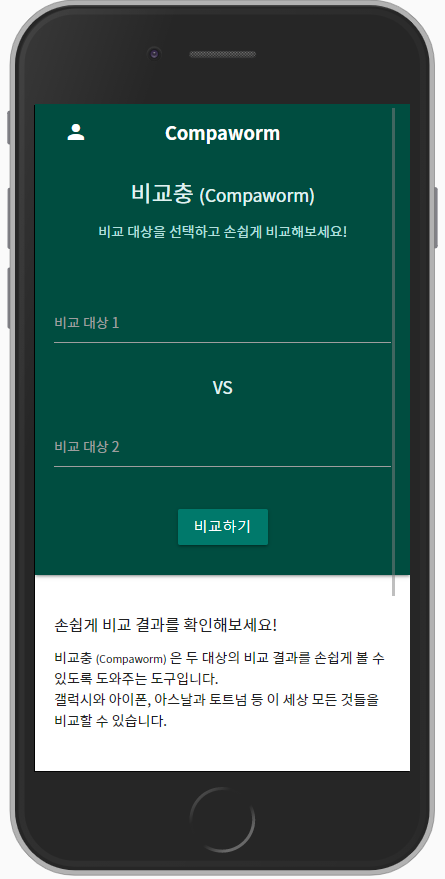 Compaworm
비교충 (Compaworm)
비교 대상을 선택하고 손쉽게 비교해보세요!
비교 대상 1
VS
비교 대상 2
비교하기
손쉽게 비교 결과를 확인해보세요!
비교충 (Compaworm) 은 두 대상의 비교 결과를 손쉽게 볼 수
있도록 도와주는 도구입니다.
갤럭시와 아이폰, 아스날과 토트넘 등 이 세상 모든 것들을
비교할 수 있습니다.